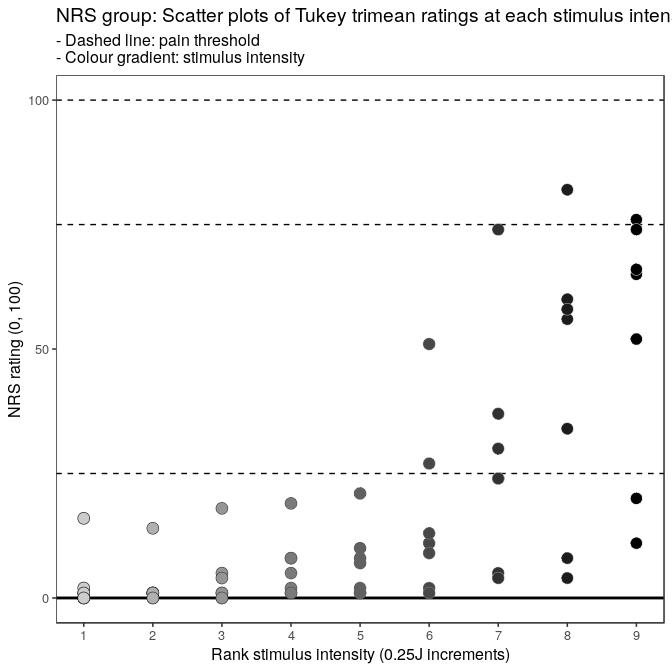 NRS group: Scatter plots of Tukey trimean ratings at each stimulus inten
- Dashed line: pain threshold
- Colour gradient: stimulus intensity
100
50
0
NRS rating (0, 100)
1 2 3 4 5 6 7 8 9
Rank stimulus intensity (0.25J increments)